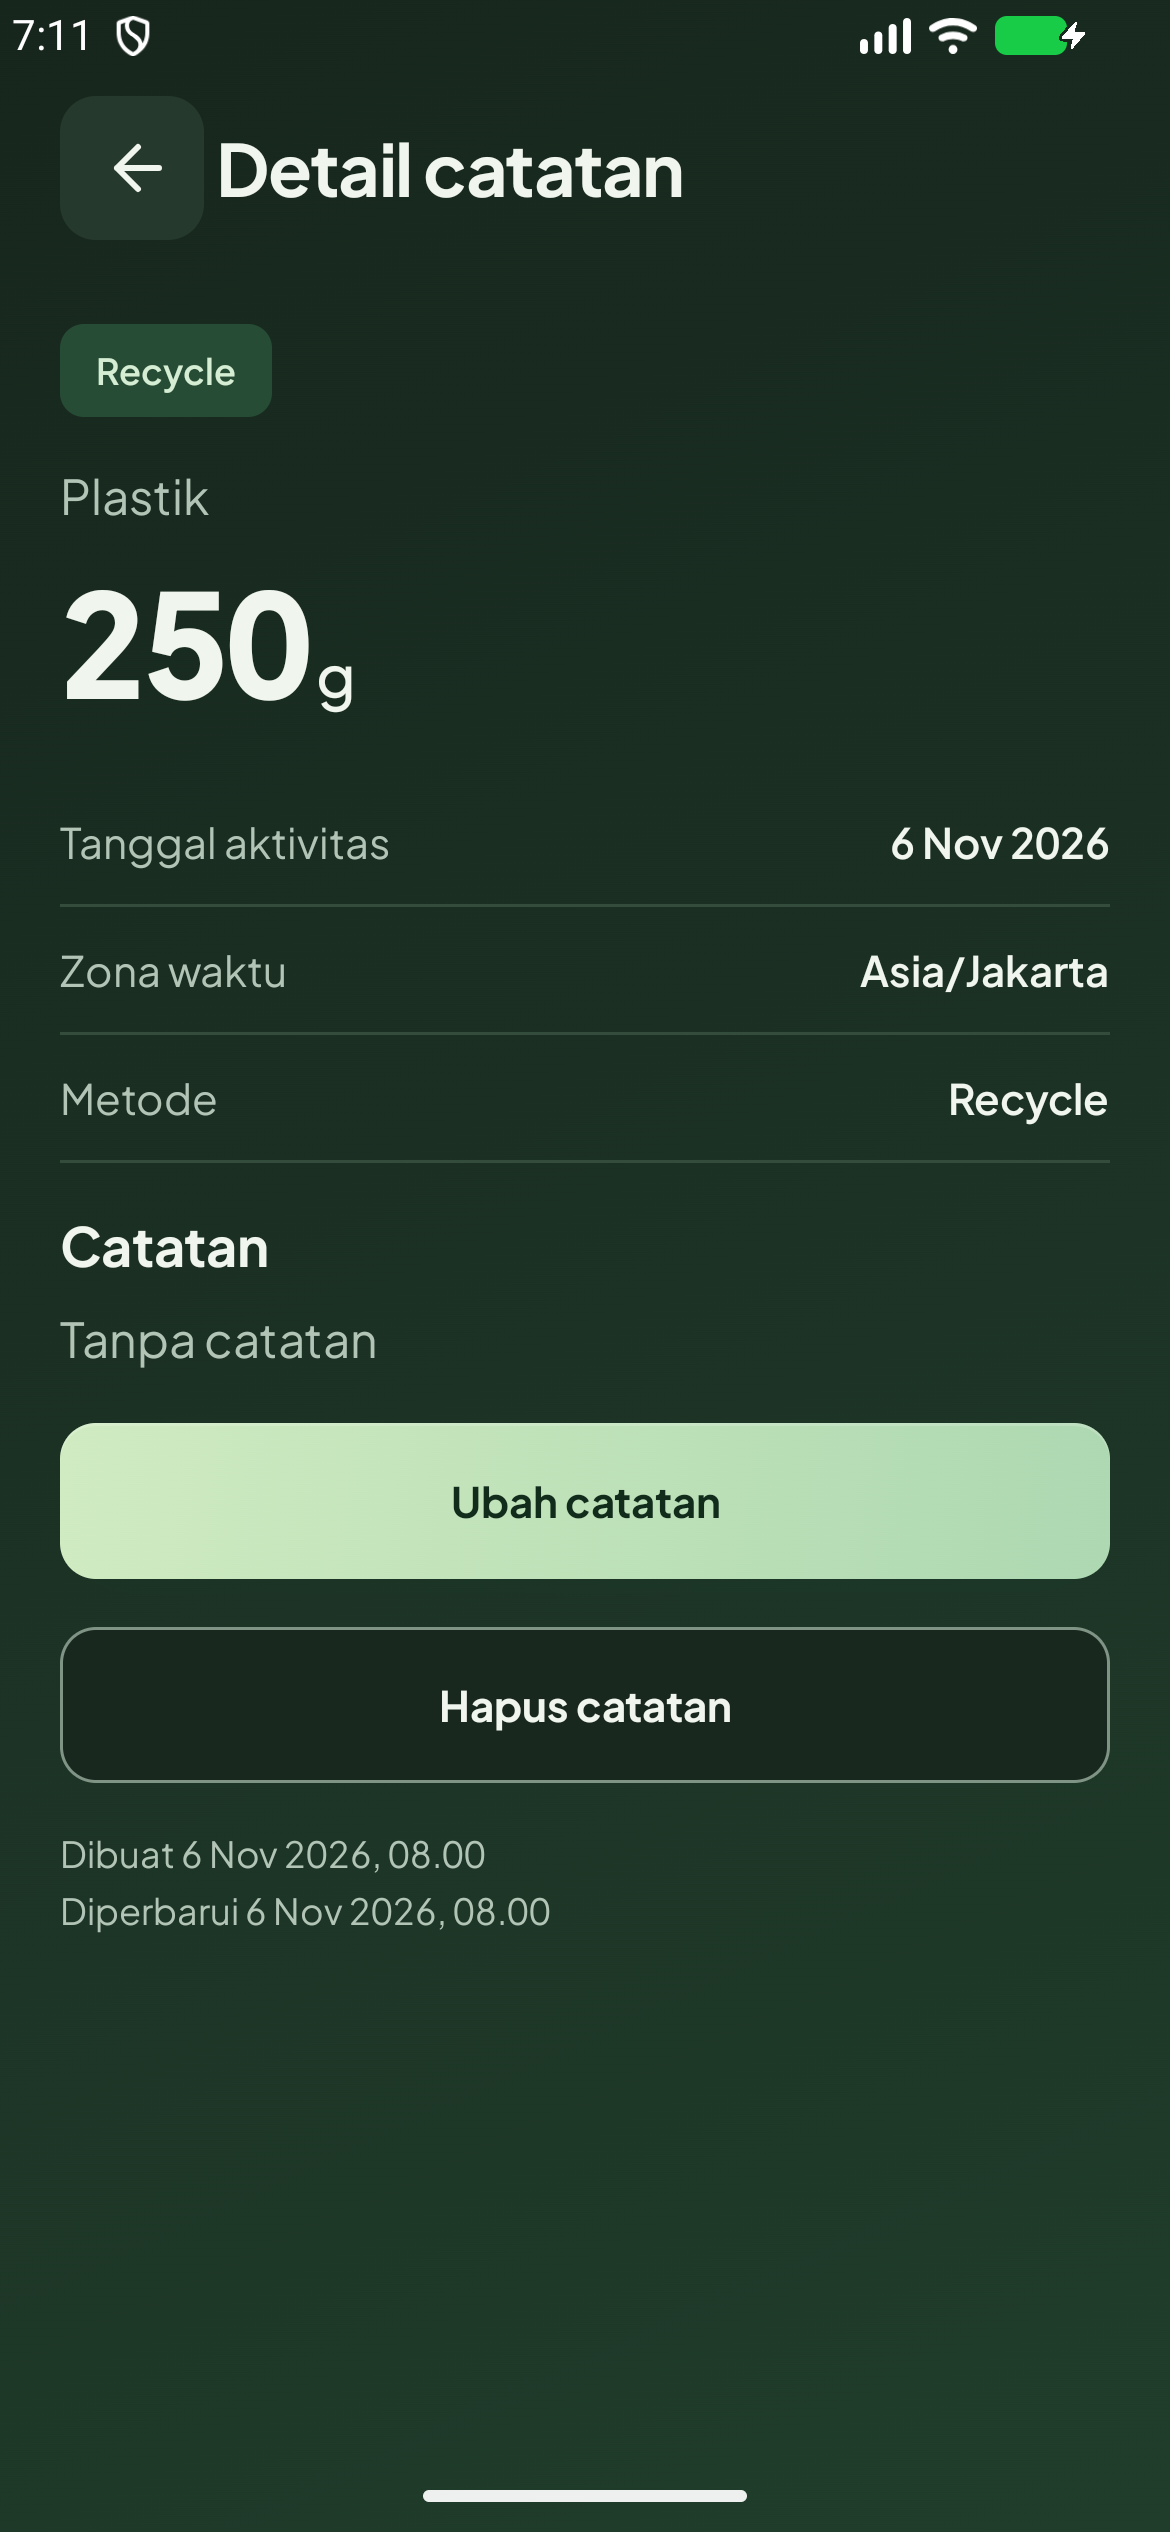 7:11
Detail catatan
Recycle
Plastik
250 g
Tanggal aktivitas 6 Nov 2026
Zona waktu Asia/Jakarta
Metode Recycle
Catatan
Tanpa catatan
Ubah catatan
Hapus catatan
Dibuat 6 Nov 2026, 08.00
Diperbarui 6 Nov 2026, 08.00